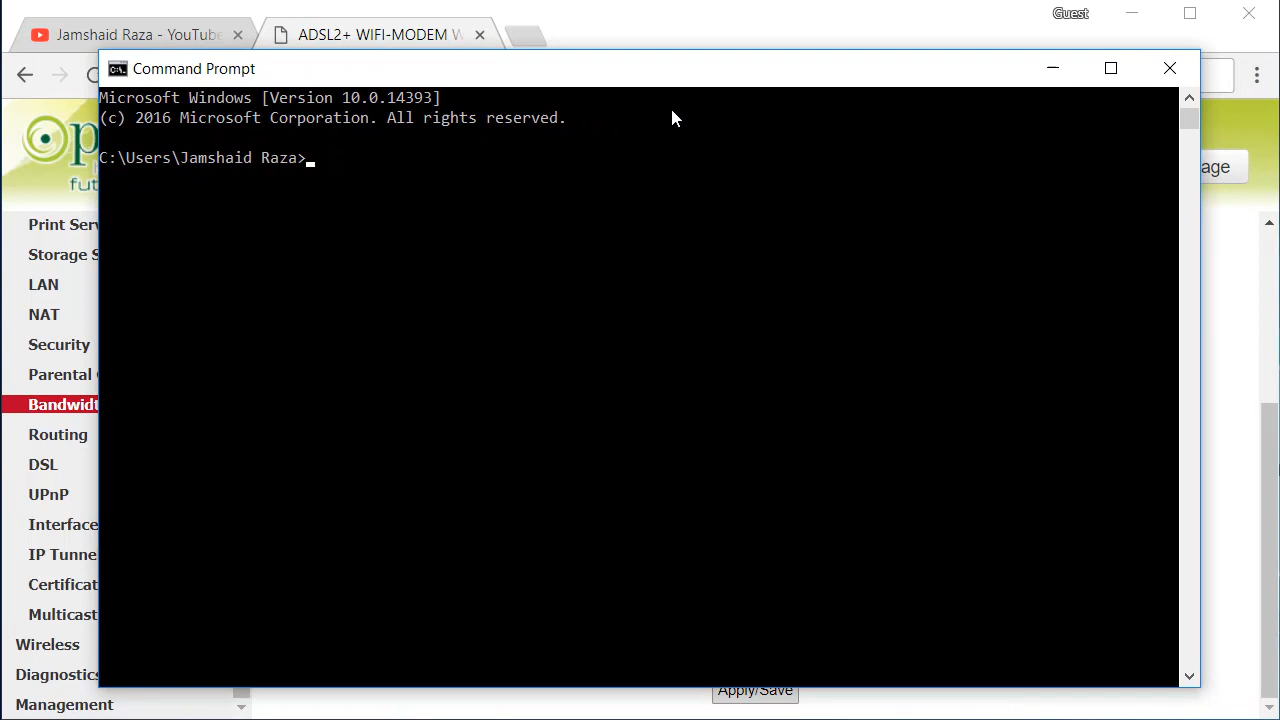 Guest
Jamshaid Raza - YouTube
ADSL2+ WIFI-MODEM W
Command Prompt
Microsoft Windows [Version 10.0.14393]
(c) 2016 Microsoft Corporation. All rights reserved.
C:\Users\Jamshaid Raza>
op
h
fut
age
Print Serv
Storage S
LAN
NAT
Security
Parental
Bandwidt
Routing
DSL
UPnP
Interface
IP Tunne
Certificat
Multicast
Wireless
Diagnostics
Management
Apply/Save